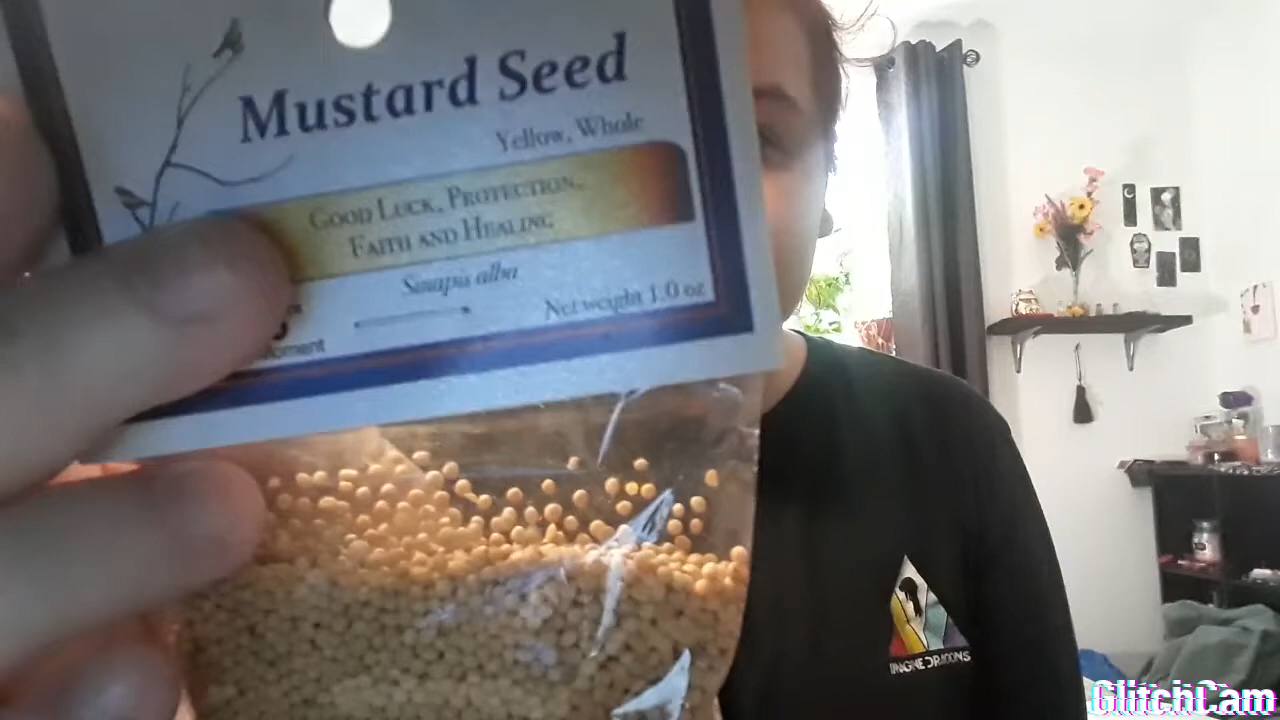 Mustard Seed
Yellow, Whole
GOOD LUCK, PROTECTION,
FAITH AND HEALING
Sinapis alba
Net weight 1.0 oz
IMAGINE DRAGONS
GlitchCam